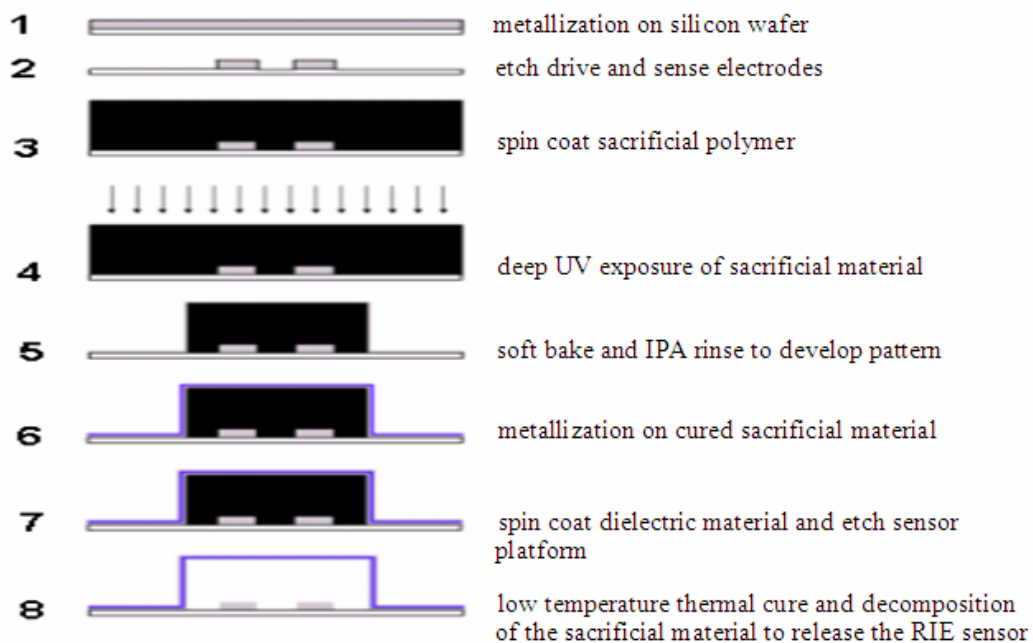 1 metallization on silicon wafer
2 etch drive and sense electrodes
3 spin coat sacrificial polymer
4 deep UV exposure of sacrificial material
5 soft bake and IPA rinse to develop pattern
6 metallization on cured sacrificial material
7 spin coat dielectric material and etch sensor
platform
8 low temperature thermal cure and decomposition
of the sacrificial material to release the RIE sensor